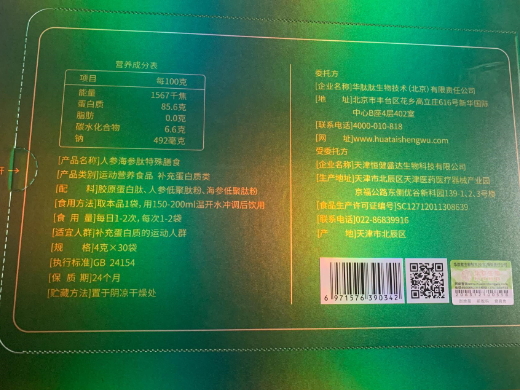 营养成分表
项目 每100克
能量 1567千焦
蛋白质 85.6克
脂肪 0.0克
碳水化合物 6.6克
钠 492毫克
[产品名称]人参海参肽特殊膳食
[产品类别]运动营养食品 补充蛋白质类
[配 料]胶原蛋白肽、人参低聚肽粉、海参低聚肽粉
[食用方法]取本品1袋,用150-200ml温开水冲调后饮用
[食 用 量]每日1-2次,每次1-2袋
[适宜人群]补充蛋白质的运动人群
[规 格]4克×30袋
[执行标准]GB 24154
[保 质 期]24个月
[贮藏方法]置于阴凉干燥处
委托方
[企业名称]华肽肽生物技术(北京)有限责任公司
[地 址]北京市丰台区花乡高立庄616号新华国际
中心B座4层402室
[联系电话]4000-010-818
[网 址]www.huataishengwu.com
受委托方
[企业名称]天津恒健盛达生物科技有限公司
[生产地址]天津市北辰区天津医药医疗器械产业园
京福公路东侧优谷新科园139-1,2,3号
[食品生产许可证编号]SC12712011308639
[联系电话]022-86839916
[产 地]天津市北辰区
6 971576 390342